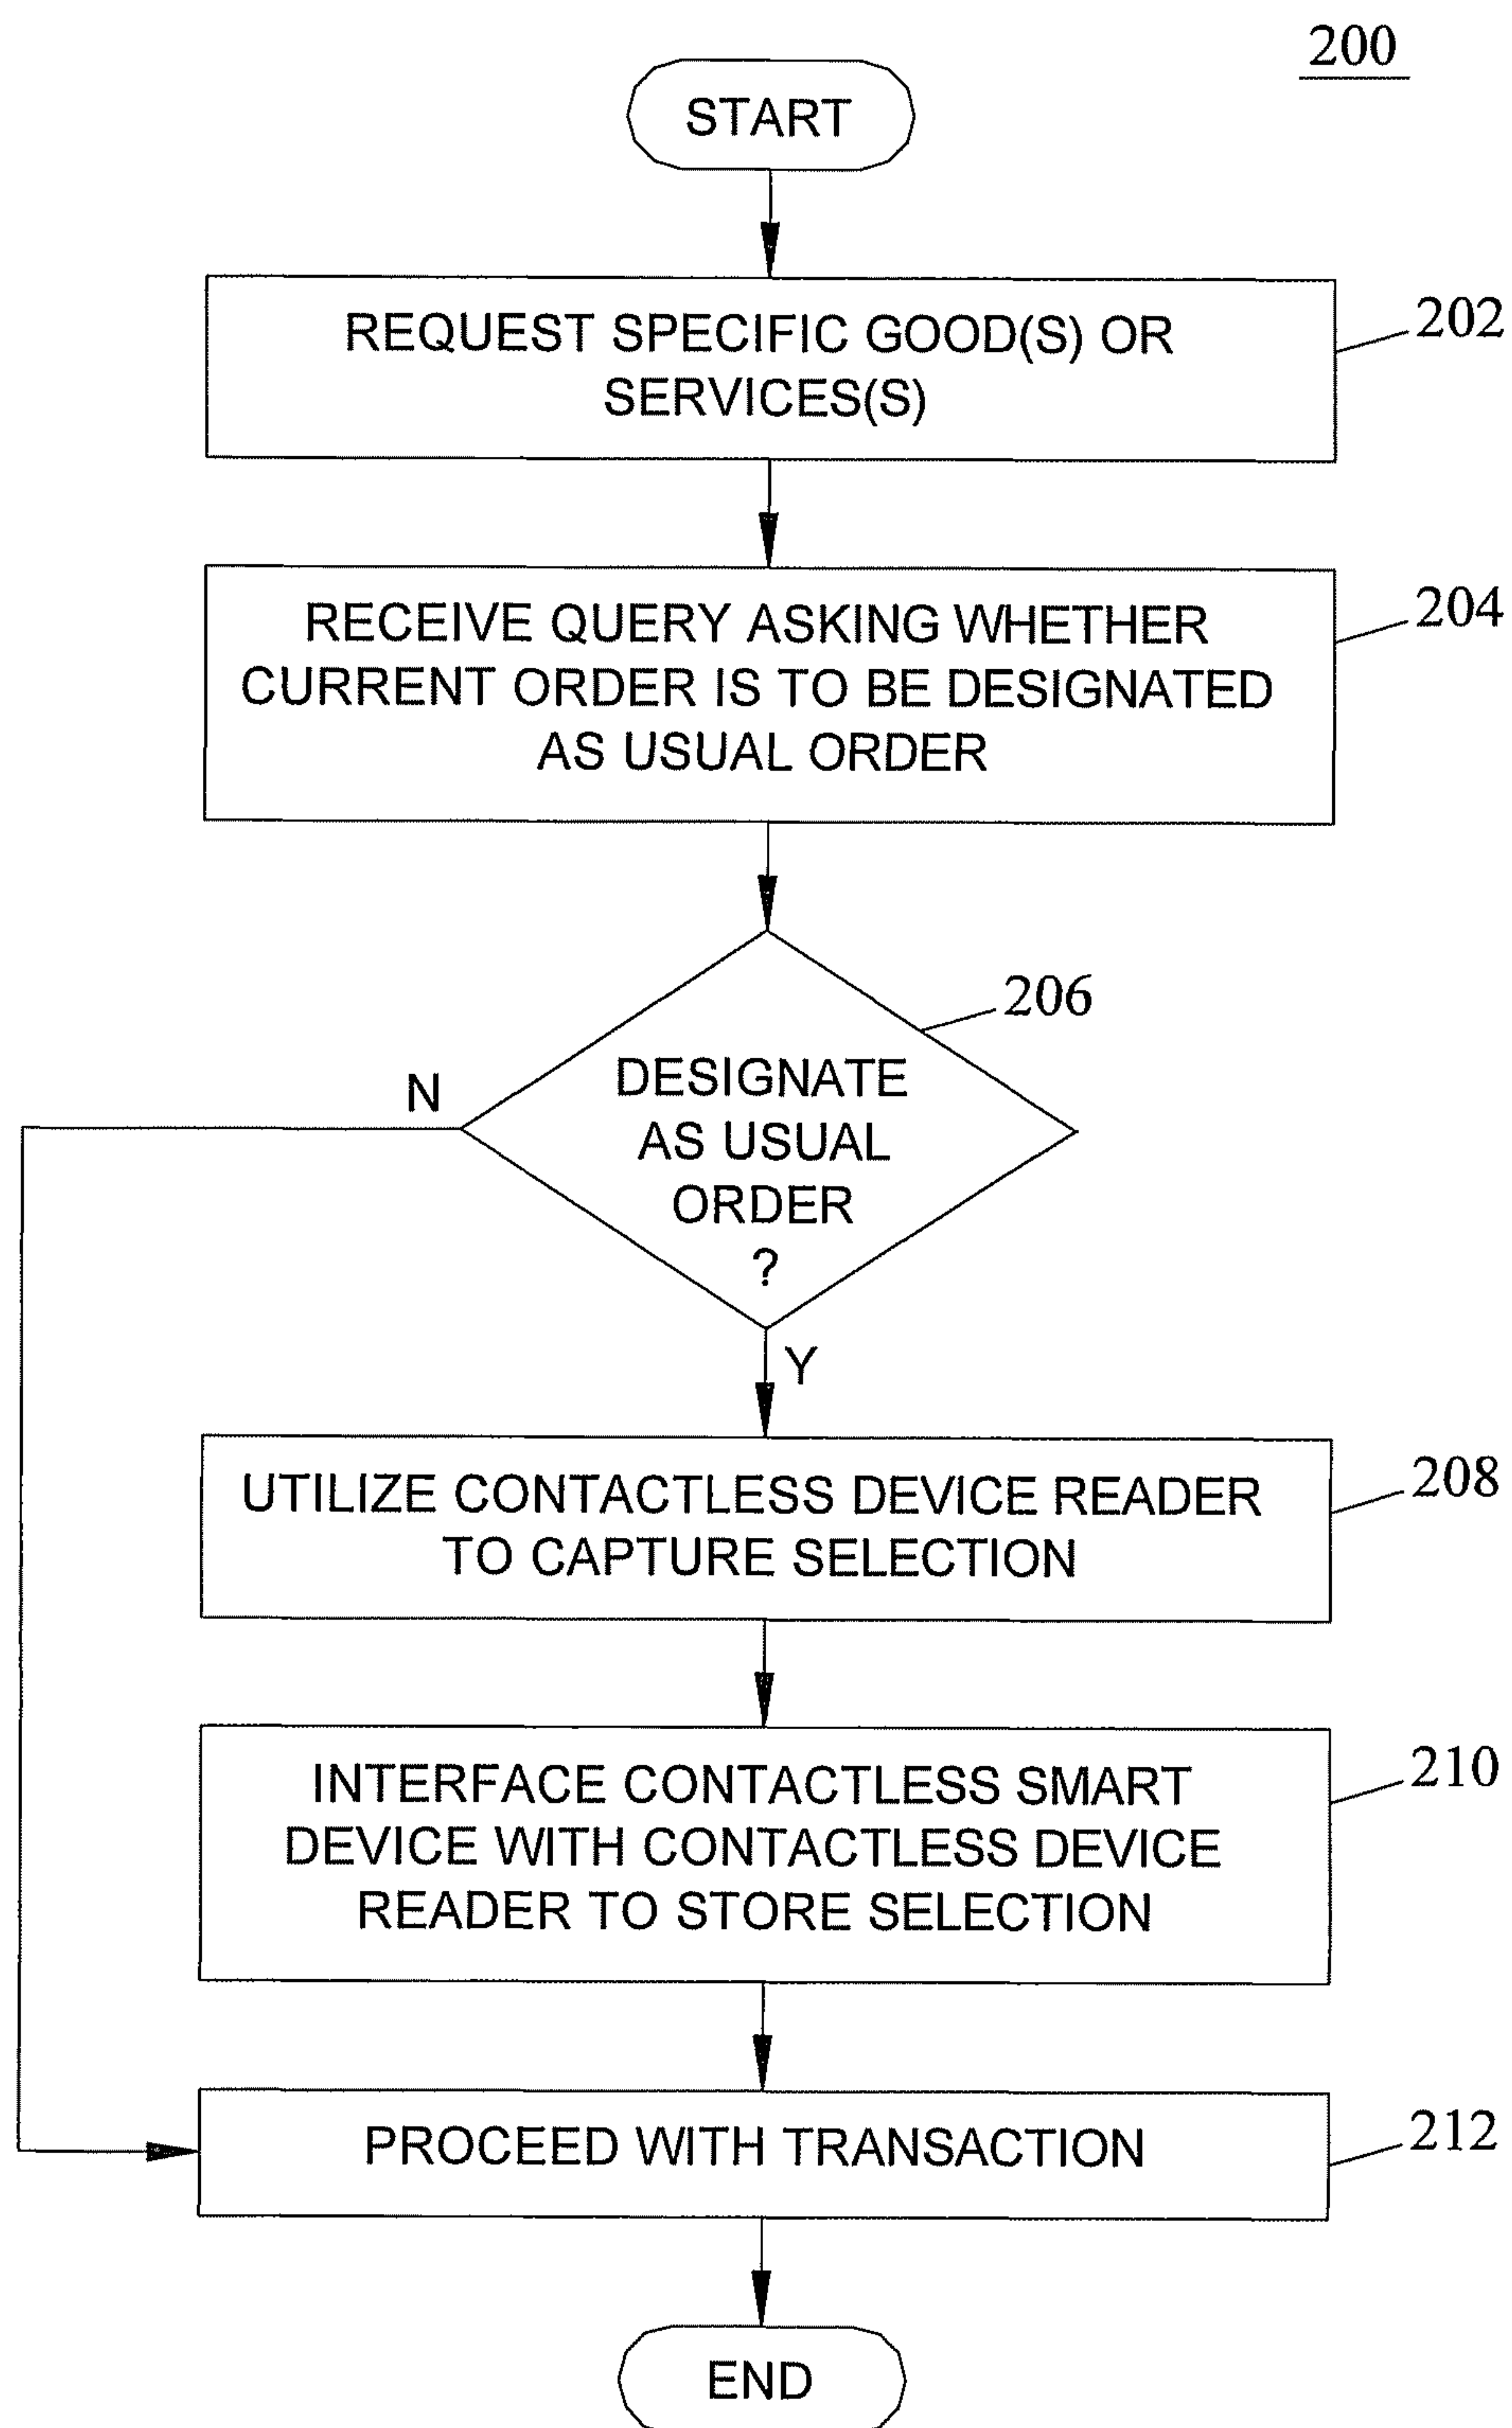 200
START
REQUEST SPECIFIC GOOD(S) OR
SERVICES(S)
202
RECEIVE QUERY ASKING WHETHER
CURRENT ORDER IS TO BE DESIGNATED
AS USUAL ORDER
204
206
DESIGNATE
AS USUAL
ORDER
?
N
Y
UTILIZE CONTACTLESS DEVICE READER
TO CAPTURE SELECTION
208
INTERFACE CONTACTLESS SMART
DEVICE WITH CONTACTLESS DEVICE
READER TO STORE SELECTION
210
PROCEED WITH TRANSACTION
212
END